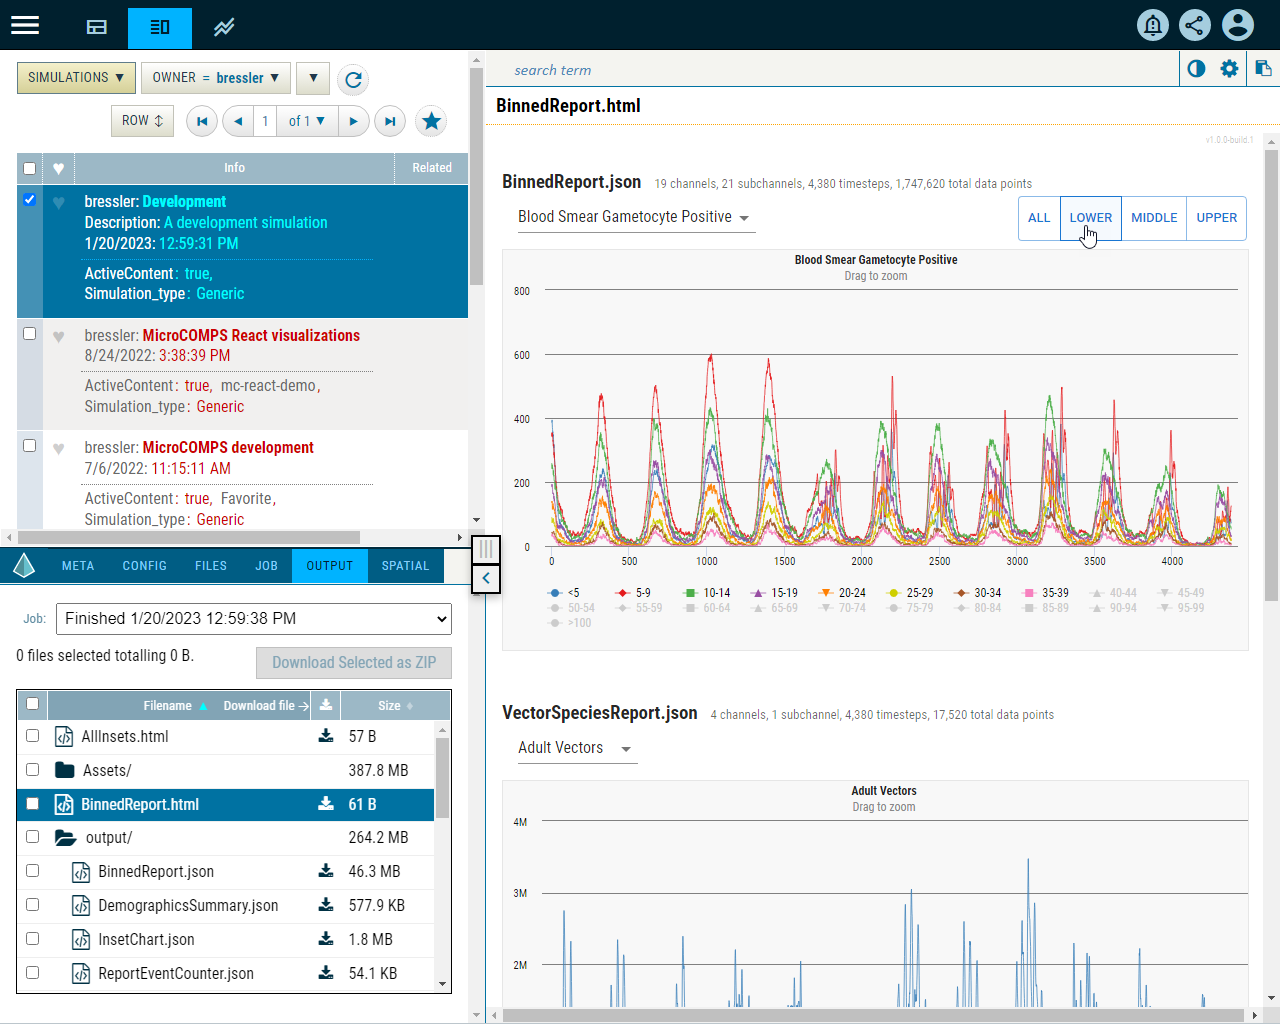 SIMULATIONS ▼
OWNER = bressler ▼
▼
ROW
1
of 1 ▼
Info
Related
bressler: Development
Description: A development simulation
1/20/2023: 12:59:31 PM
ActiveContent: true,
Simulation_type: Generic
bressler: MicroCOMPS React visualizations
8/24/2022: 3:38:39 PM
ActiveContent: true, mc-react-demo,
Simulation_type: Generic
bressler: MicroCOMPS development
7/6/2022: 11:15:11 AM
ActiveContent: true, Favorite,
Simulation_type: Generic
META CONFIG FILES JOB OUTPUT SPATIAL
Job: Finished 1/20/2023 12:59:38 PM
0 files selected totalling 0 B.
Download Selected as ZIP
Filename Download file → Size
AllInsets.html 57 B
Assets/ 387.8 MB
BinnedReport.html 61 B
output/ 264.2 MB
BinnedReport.json 46.3 MB
DemographicsSummary.json 577.9 KB
InsetChart.json 1.8 MB
ReportEventCounter.json 54.1 KB
search term
BinnedReport.html
v1.0.0-build.1
BinnedReport.json 19 channels, 21 subchannels, 4,380 timesteps, 1,747,620 total data points
Blood Smear Gametocyte Positive
ALL LOWER MIDDLE UPPER
Blood Smear Gametocyte Positive
Drag to zoom
800
600
400
200
0
0 500 1000 1500 2000 2500 3000 3500 4000
<5 5-9 10-14 15-19 20-24 25-29 30-34 35-39 40-44 45-49
50-54 55-59 60-64 65-69 70-74 75-79 80-84 85-89 90-94 95-99
>100
VectorSpeciesReport.json 4 channels, 1 subchannel, 4,380 timesteps, 17,520 total data points
Adult Vectors
Adult Vectors
Drag to zoom
4M
3M
2M